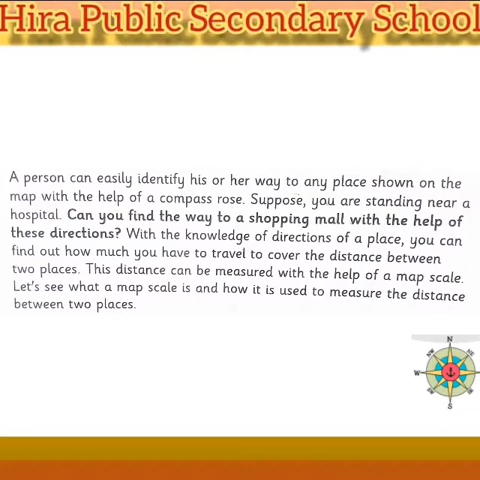 Hira Public Secondary School
A person can easily identify his or her way to any place shown on the
map with the help of a compass rose. Suppose, you are standing near a
hospital. Can you find the way to a shopping mall with the help of
these directions? With the knowledge of directions of a place, you can
find out how much you have to travel to cover the distance between
two places. This distance can be measured with the help of a map scale.
Let's see what a map scale is and how it is used to measure the distance
between two places.
N
NW NE
W
S